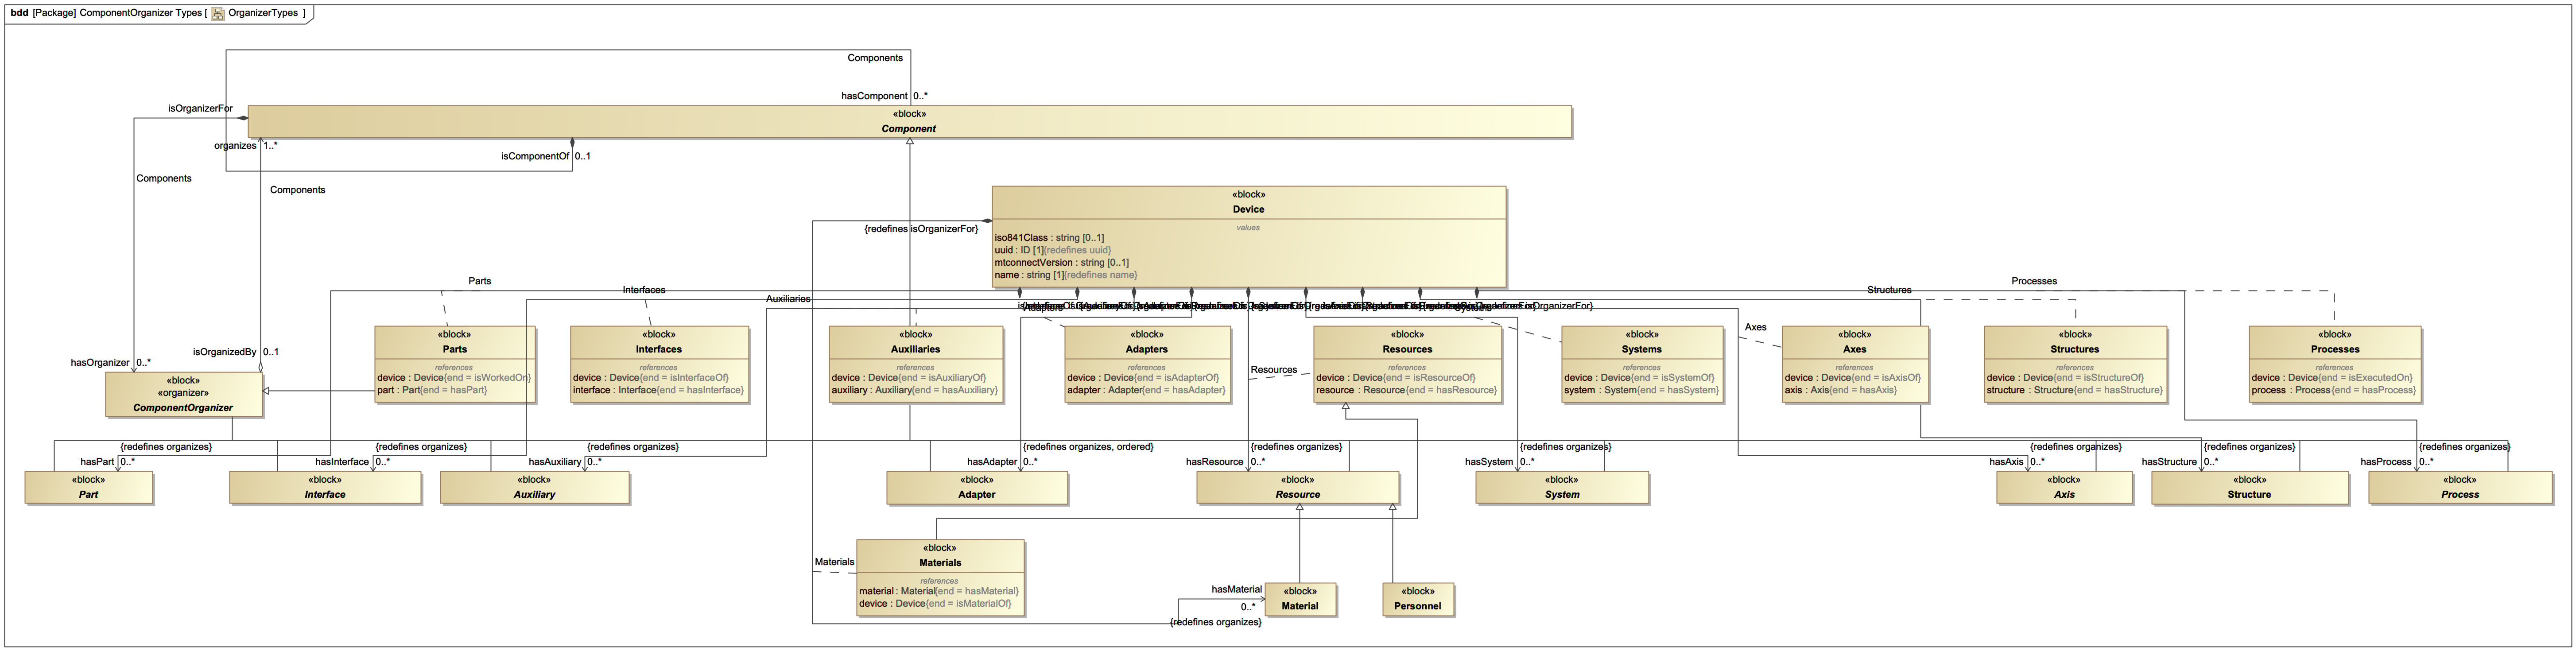 bdd [Package] ComponentOrganizer Types [ OrganizerTypes ]
Components
hasComponent 0..*
isOrganizerFor
«block»
Component
organizes 1..*
isComponentOf 0..1
Components
Components
«block»
Device
values
iso841Class : string [0..1]
uuid : ID [1]{redefines uuid}
mtconnectVersion : string [0..1]
name : string [1]{redefines name}
{redefines isOrganizerFor}
Parts
Interfaces
Auxiliaries
Adapters
Resources
Systems
Axes
Structures
Processes
hasOrganizer 0..*
isOrganizedBy 0..1
«block»
«organizer»
ComponentOrganizer
«block»
Parts
references
device : Device{end = isWorkedOn}
part : Part{end = hasPart}
«block»
Interfaces
references
device : Device{end = isInterfaceOf}
interface : Interface{end = hasInterface}
«block»
Auxiliaries
references
device : Device{end = isAuxiliaryOf}
auxiliary : Auxiliary{end = hasAuxiliary}
«block»
Adapters
references
device : Device{end = isAdapterOf}
adapter : Adapter{end = hasAdapter}
«block»
Resources
references
device : Device{end = isResourceOf}
resource : Resource{end = hasResource}
«block»
Systems
references
device : Device{end = isSystemOf}
system : System{end = hasSystem}
«block»
Axes
references
device : Device{end = isAxisOf}
axis : Axis{end = hasAxis}
«block»
Structures
references
device : Device{end = isStructureOf}
structure : Structure{end = hasStructure}
«block»
Processes
references
device : Device{end = isExecutedOn}
process : Process{end = hasProcess}
{redefines organizes}
hasPart 0..*
«block»
Part
{redefines organizes}
hasInterface 0..*
«block»
Interface
{redefines organizes}
hasAuxiliary 0..*
«block»
Auxiliary
{redefines organizes, ordered}
hasAdapter 0..*
«block»
Adapter
{redefines organizes}
hasResource 0..*
«block»
Resource
{redefines organizes}
hasSystem 0..*
«block»
System
{redefines organizes}
hasAxis 0..*
«block»
Axis
{redefines organizes}
hasStructure 0..*
«block»
Structure
{redefines organizes}
hasProcess 0..*
«block»
Process
Materials
«block»
Materials
references
material : Material{end = hasMaterial}
device : Device{end = isMaterialOf}
hasMaterial
0..*
{redefines organizes}
«block»
Material
«block»
Personnel